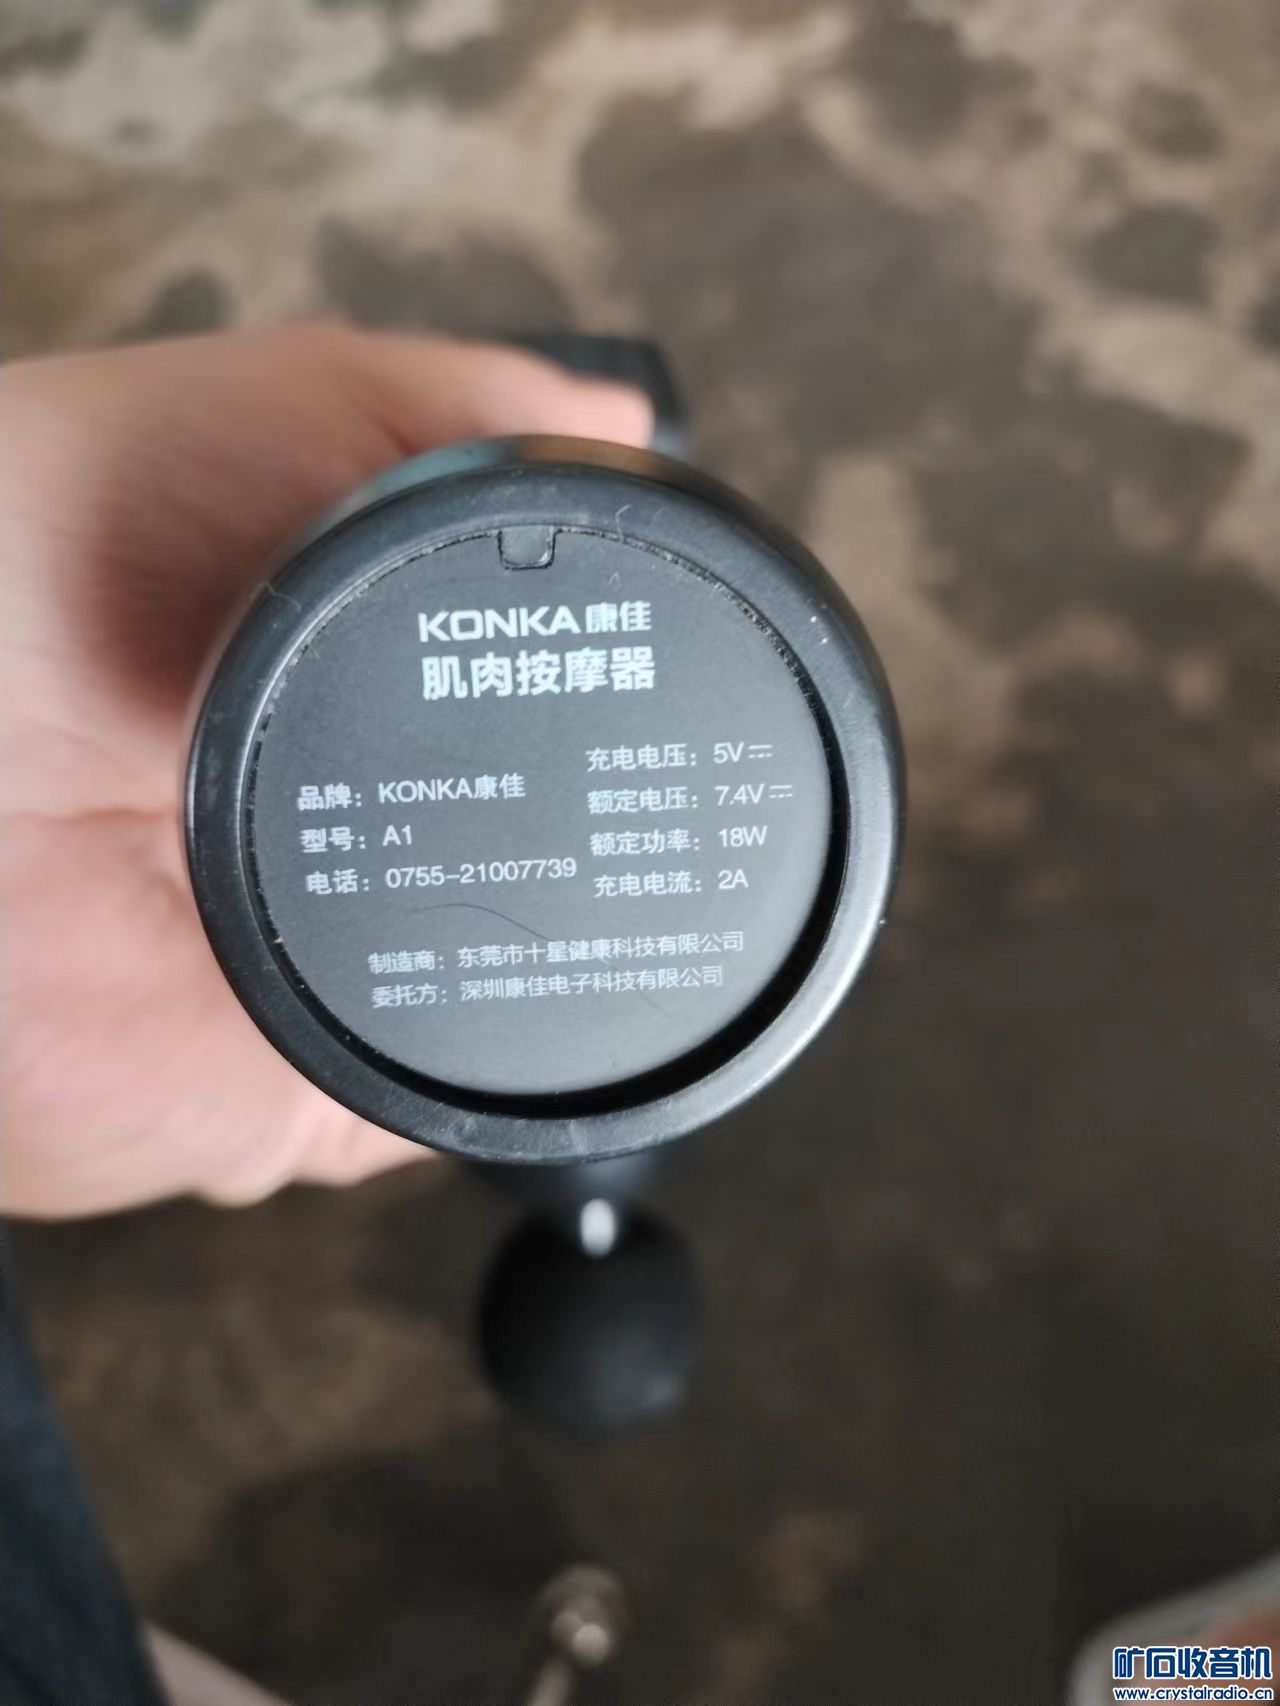 KONKA康佳
肌肉按摩器
品牌：KONKA康佳
型号：A1
电话：0755-21007739
充电电压：5V⎓
额定电压：7.4V⎓
额定功率：18W
充电电流：2A
制造商：东莞市十星健康科技有限公司
委托方：深圳康佳电子科技有限公司
矿石收音机
www.crystalradio.cn